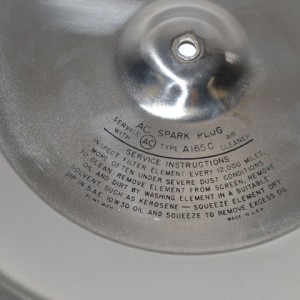 AC SPARK PLUG
SERVICE AC TYPE A165C AIR
WITH CLEANER
SERVICE INSTRUCTIONS
INSPECT FILTER ELEMENT EVERY 12,000 MILES,
MORE OFTEN UNDER SEVERE DUST CONDITIONS
TO CLEAN, REMOVE ELEMENT FROM SCREEN, REMOVE
OIL AND DIRT BY WASHING ELEMENT IN A SUITABLE
SOLVENT SUCH AS KEROSENE - SQUEEZE ELEMENT DRY
DIP IN S.A.E. 10W30 OIL AND SQUEEZE TO REMOVE EXCESS OIL
FLINT MICH. MADE IN U.S.A.